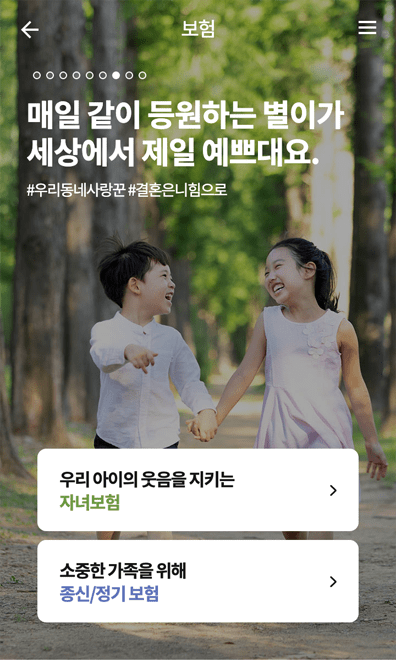 보험
매일 같이 등원하는 별이가
세상에서 제일 예쁘대요.
#우리동네사랑꾼 #결혼은니힘으로
우리 아이의 웃음을 지키는
자녀보험
소중한 가족을 위해
종신/정기 보험